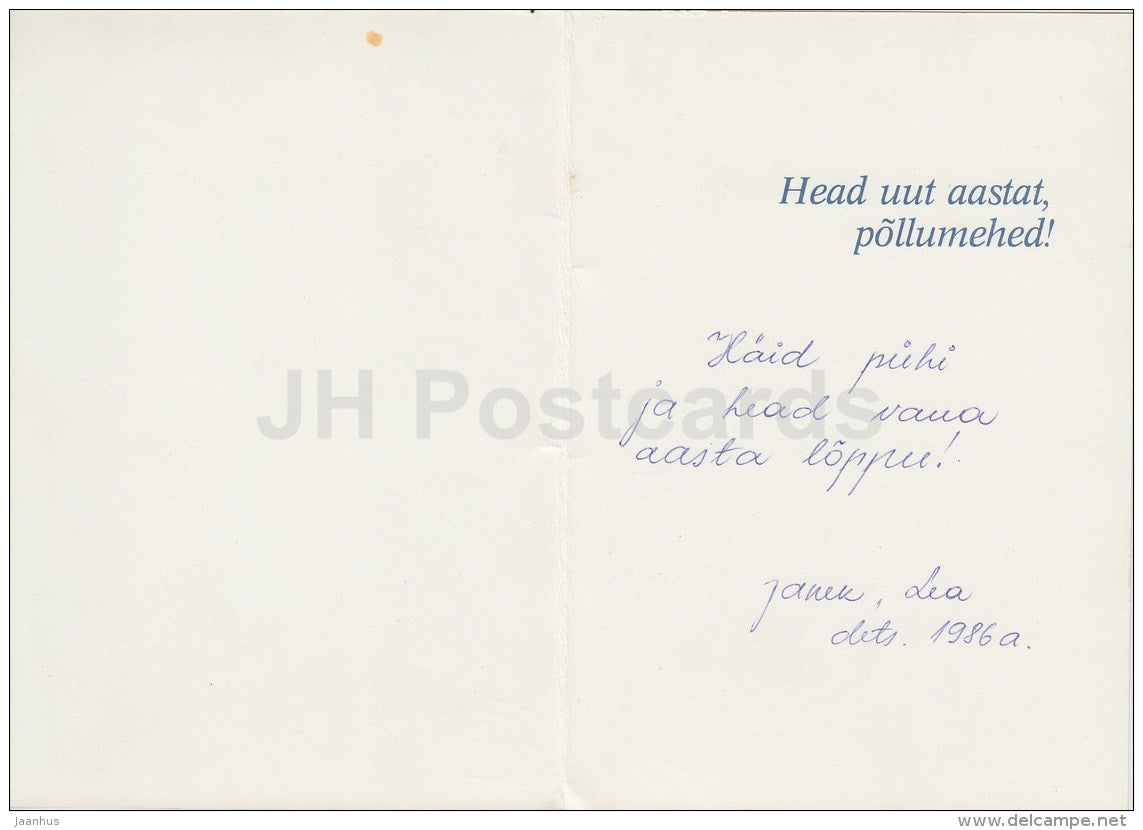 Head uut aastat,
põllumehed!
Häid pühi
ja head vana
aasta lõppu!
Janek, Lea
dets. 1986 a.
JH Postcards
Jaanhus
www.delcampe.net